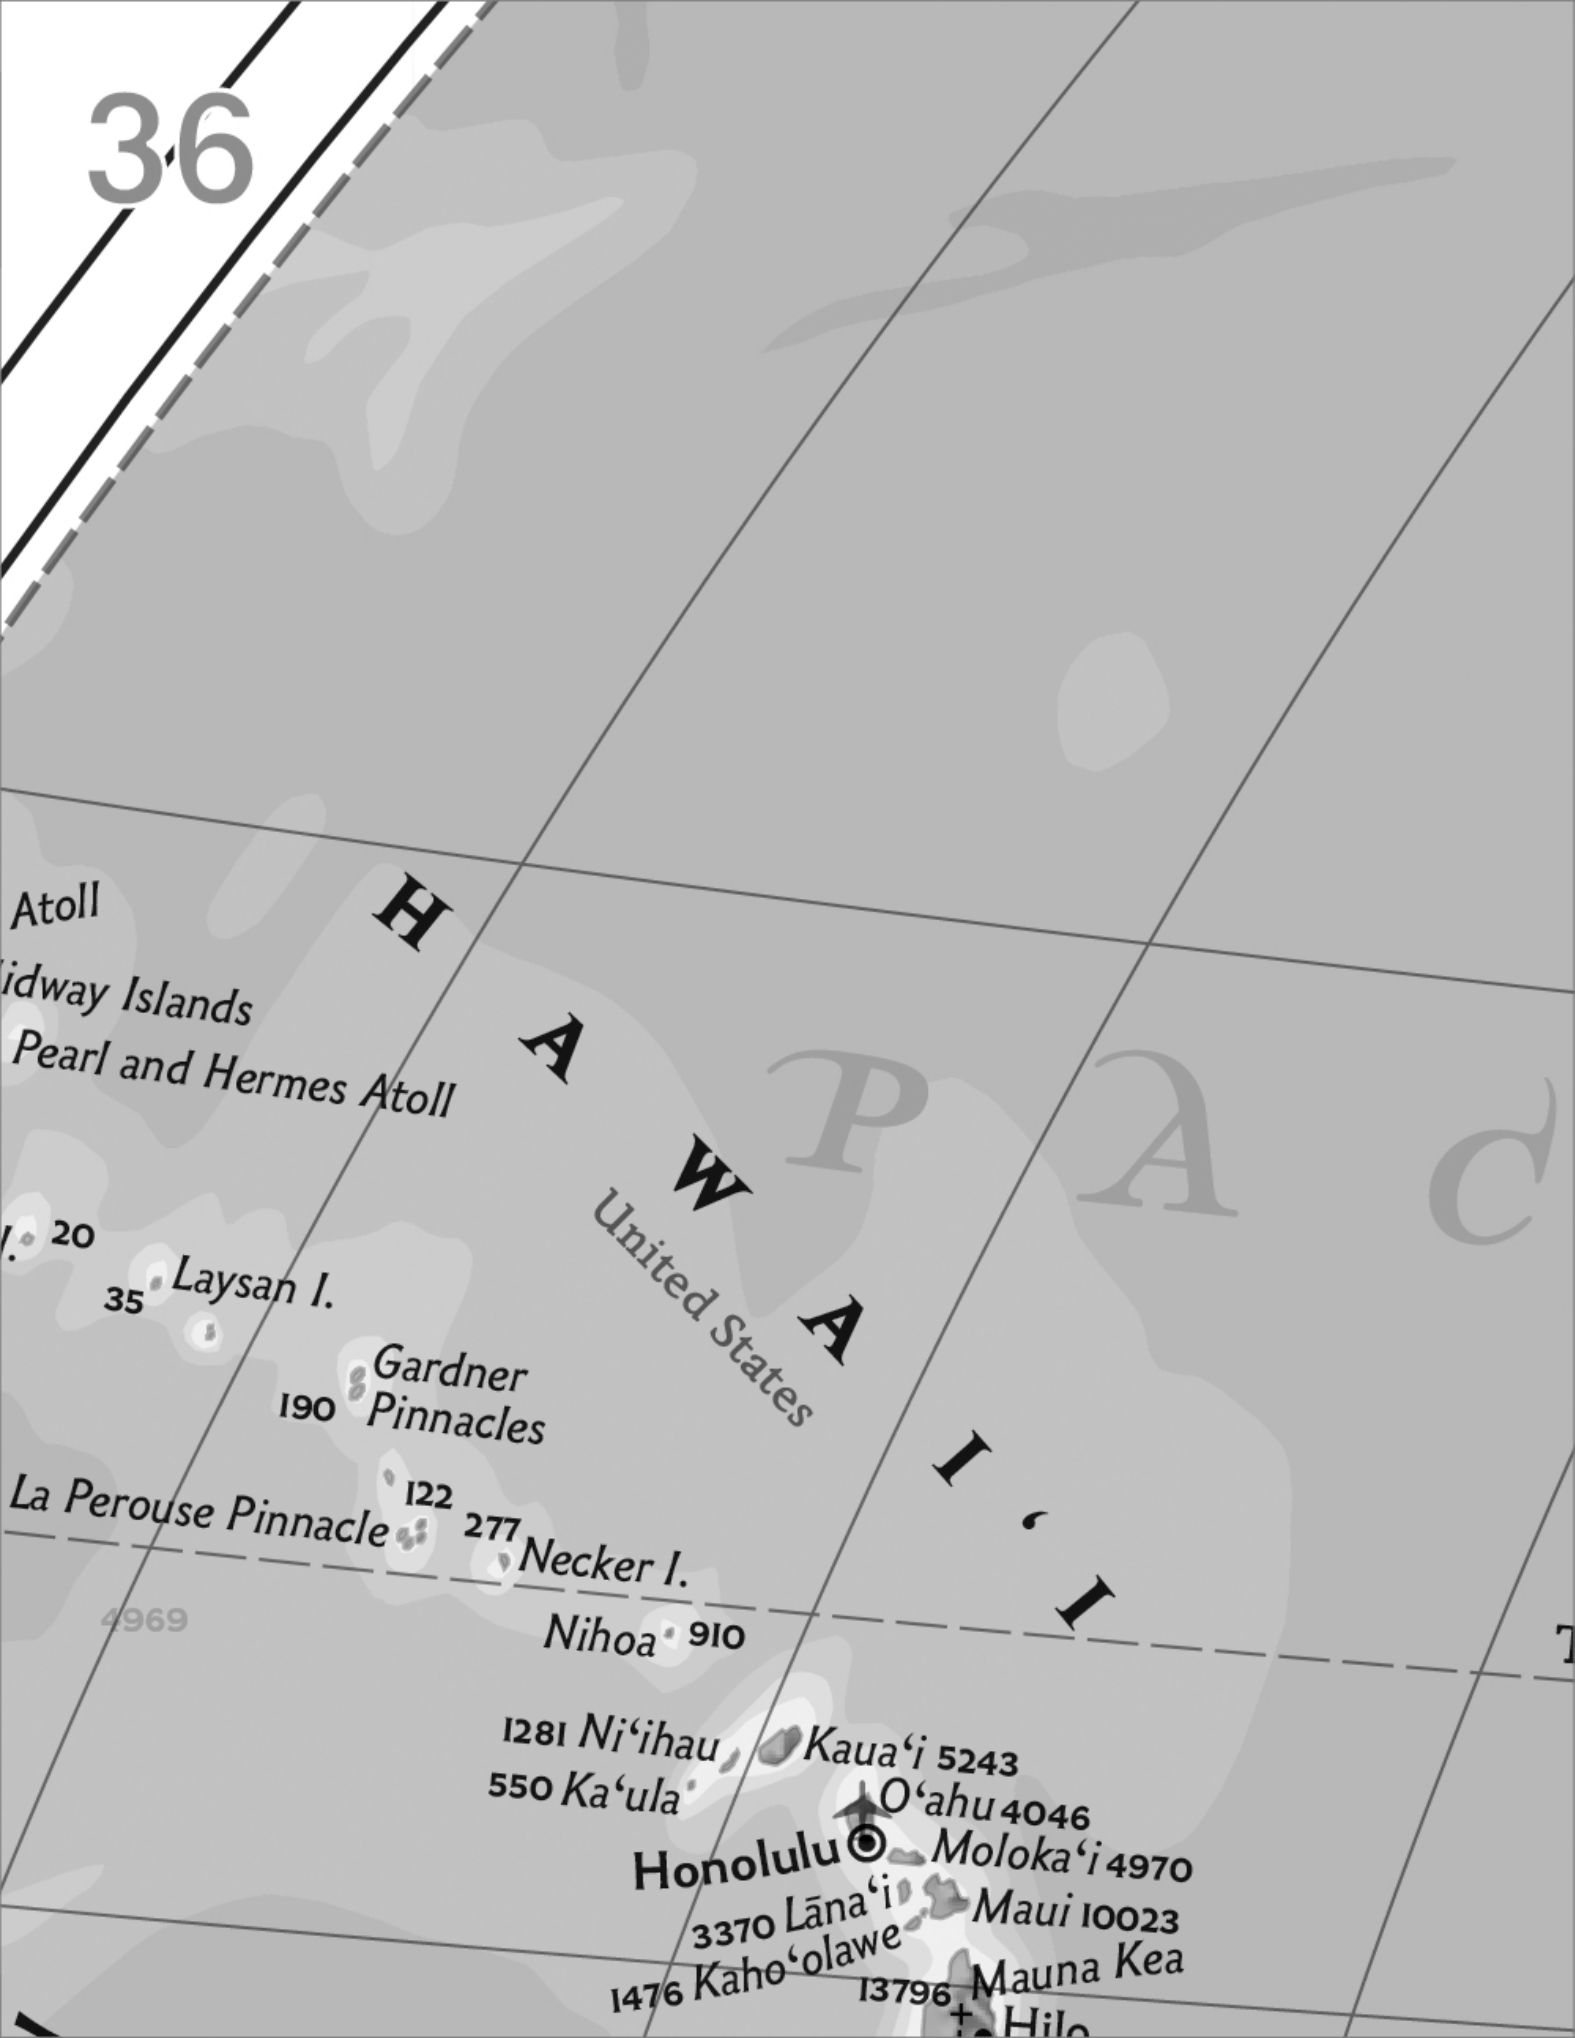 36
Atoll
idway Islands
Pearl and Hermes Atoll
HAWAI‘I
United States
PAC
I. 20
35 Laysan I.
Gardner
190 Pinnacles
La Perouse Pinnacle 122
277 Necker I.
4969
Nihoa 910
T
1281 Ni‘ihau
Kaua‘i 5243
550 Ka‘ula
O‘ahu 4046
Honolulu
Moloka‘i 4970
3370 Lāna‘i
Maui 10023
1476 Kaho‘olawe
13796 Mauna Kea
Hilo